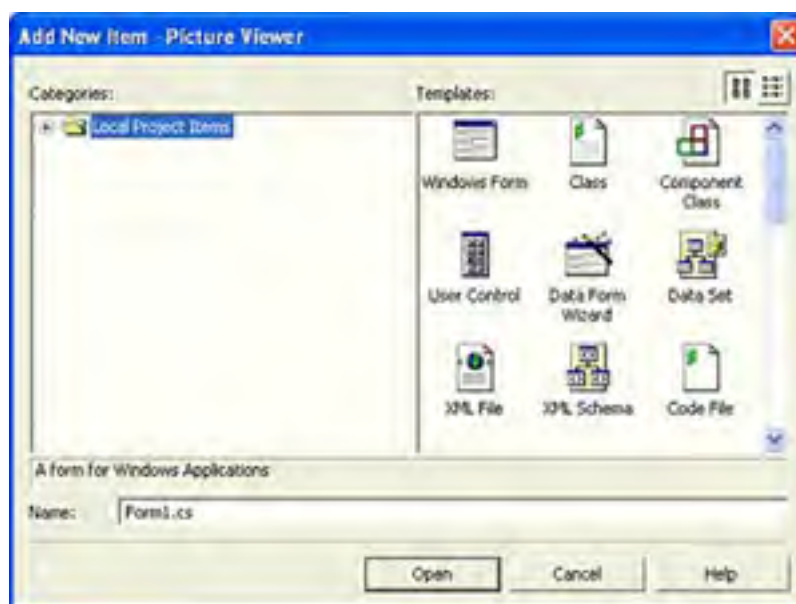 Add New Item - Picture Viewer
Categories:
Templates:
Local Project Items
Windows Form
Class
Component
Class
User Control
Data Form
Wizard
Data Set
XML File
XML Schema
Code File
A form for Windows Applications
Name:
Form1.cs
Open
Cancel
Help